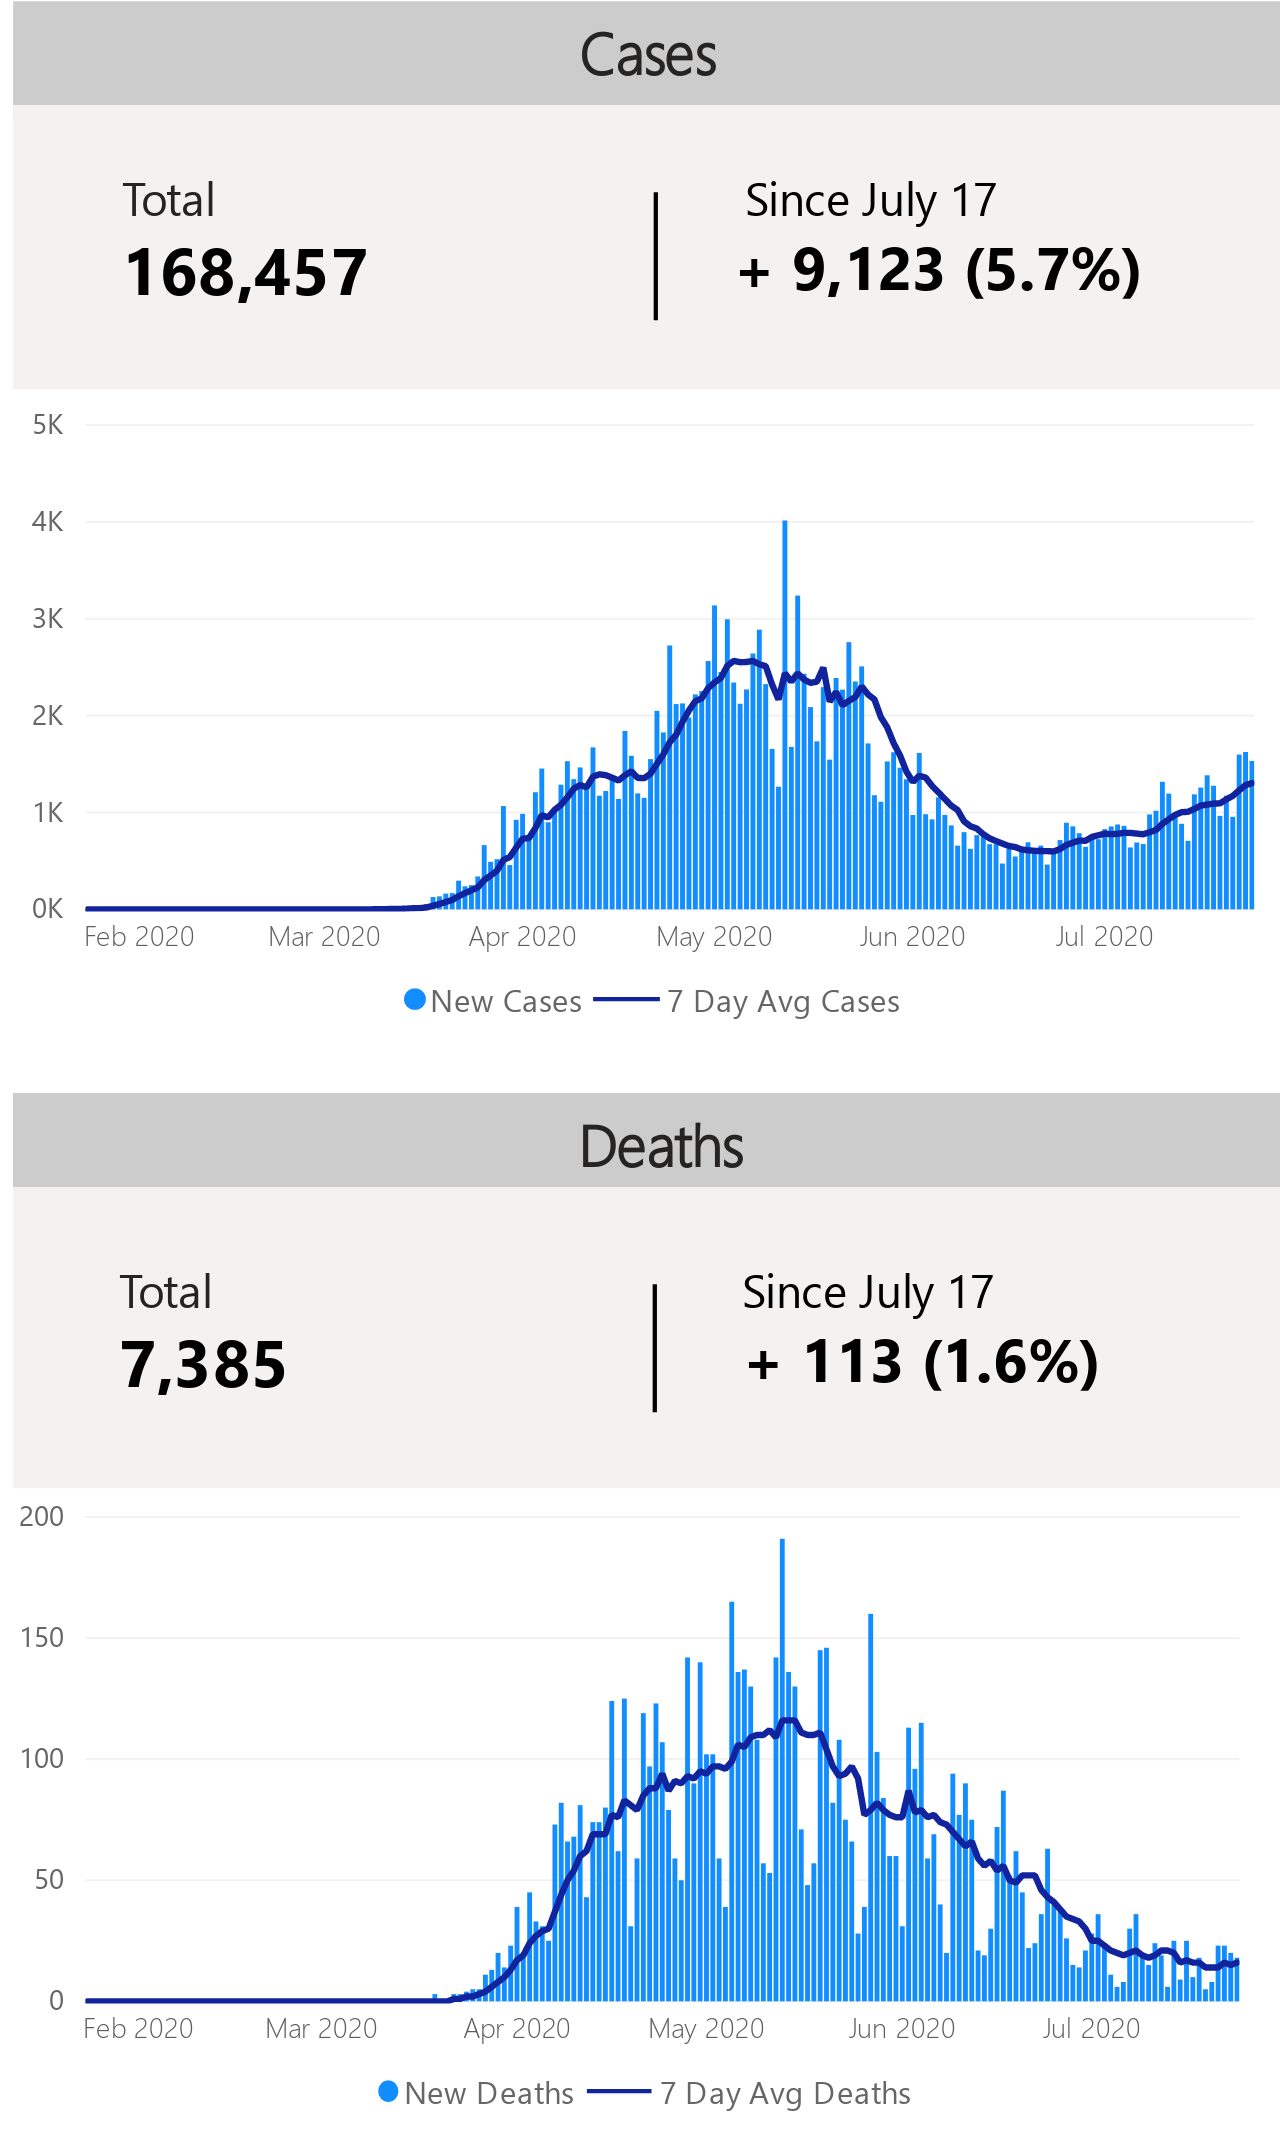 Cases
Total
Since July 17
168,457
+ 9,123 (5.7%)
5K
4K
3K
2K
1K
0K
Feb 2020 Mar 2020 Apr 2020 May 2020 Jun 2020 Jul 2020
New Cases 7 Day Avg Cases
Deaths
Total
Since July 17
7,385
+ 113 (1.6%)
200
150
100
50
0
Feb 2020 Mar 2020 Apr 2020 May 2020 Jun 2020 Jul 2020
New Deaths 7 Day Avg Deaths